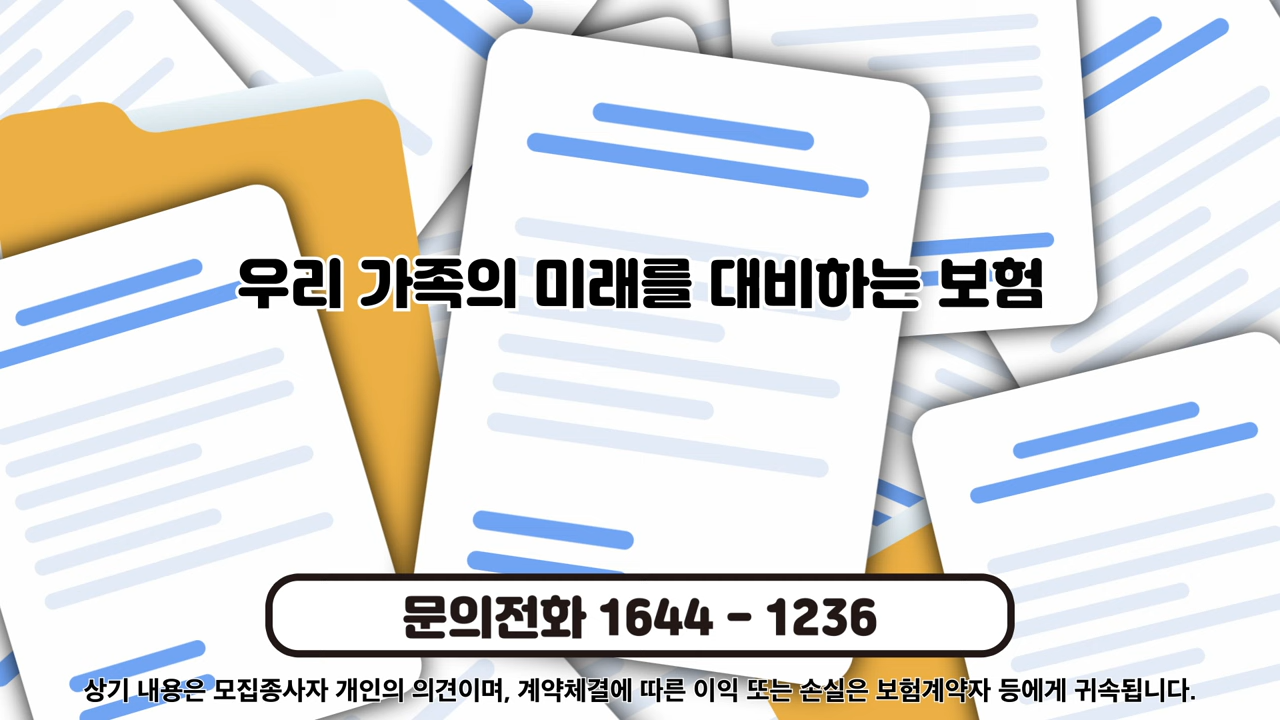 우리 가족의 미래를 대비하는 보험
문의전화 1644 - 1236
상기 내용은 모집종사자 개인의 의견이며, 계약체결에 따른 이익 또는 손실은 보험계약자 등에게 귀속됩니다.